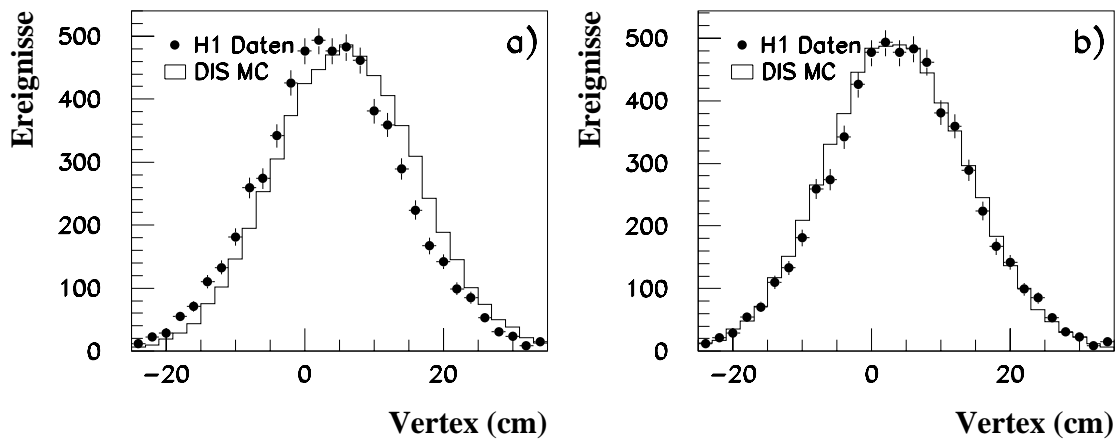 Ereignisse
500
400
300
200
100
0
H1 Daten
DIS MC
a)
−20
0
20
Vertex (cm)
Ereignisse
500
400
300
200
100
0
H1 Daten
DIS MC
b)
−20
0
20
Vertex (cm)